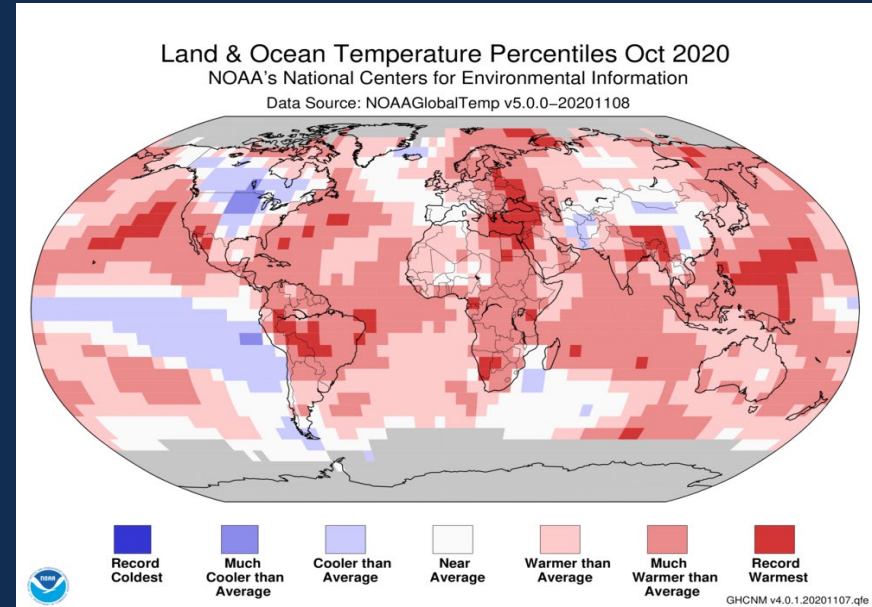 Land & Ocean Temperature Percentiles Oct 2020
NOAA's National Centers for Environmental Information
Data Source: NOAAGlobalTemp v5.0.0–20201108
Record
Coldest
Much
Cooler than
Average
Cooler than
Average
Near
Average
Warmer than
Average
Much
Warmer than
Average
Record
Warmest
NOAA
GHCNM v4.0.1.20201107.qfe